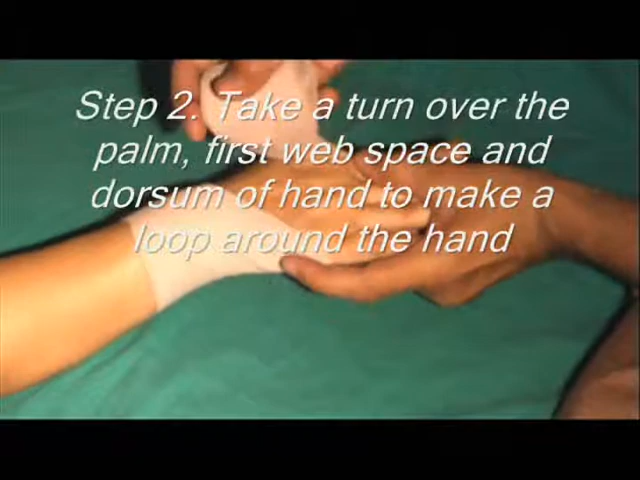 Step 2. Take a turn over the
palm, first web space and
dorsum of hand to make a
loop around the hand